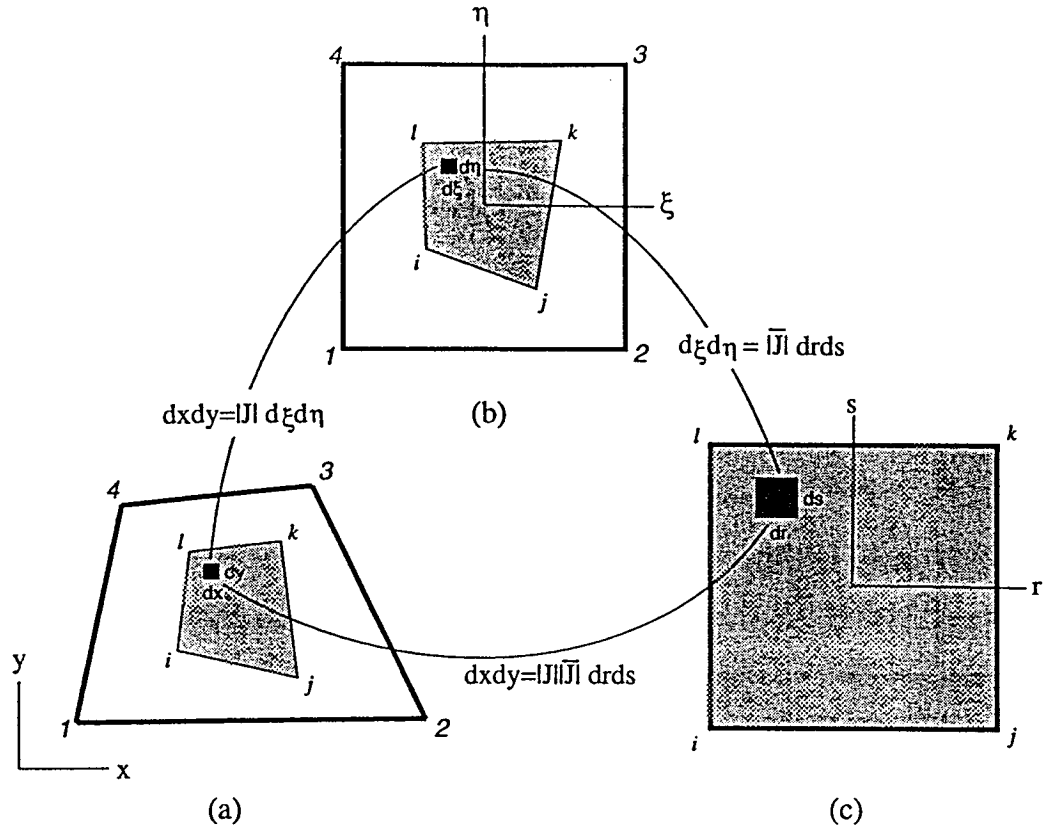 η
4
3
l
k
dη
dξ
ξ
i
j
1
2
dξdη = |J̅| drds
(b)
dxdy=|J| dξdη
s
l
k
3
4
ds
dr
l
k
dy
dx
r
i
j
y
dxdy=|J||J̅| drds
1
2
i
j
x
(a)
(c)